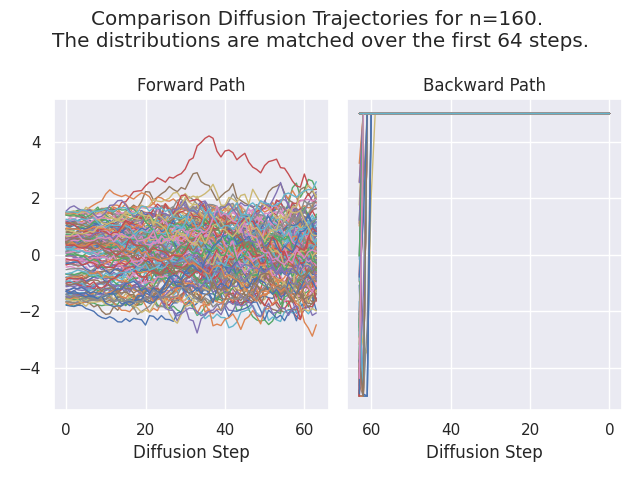 Comparison Diffusion Trajectories for n=160.
The distributions are matched over the first 64 steps.
Forward Path
Backward Path
4
2
0
−2
−4
0 20 40 60
60 40 20 0
Diffusion Step
Diffusion Step